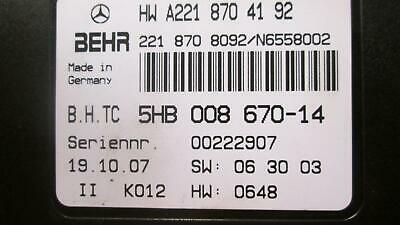 HW A221 870 41 92
BEHR 221 870 8092/N6558002
Made in
Germany
B.H.TC 5HB 008 670-14
Seriennr. 00222907
19.10.07 SW: 06 30 03
II K012 HW: 0648